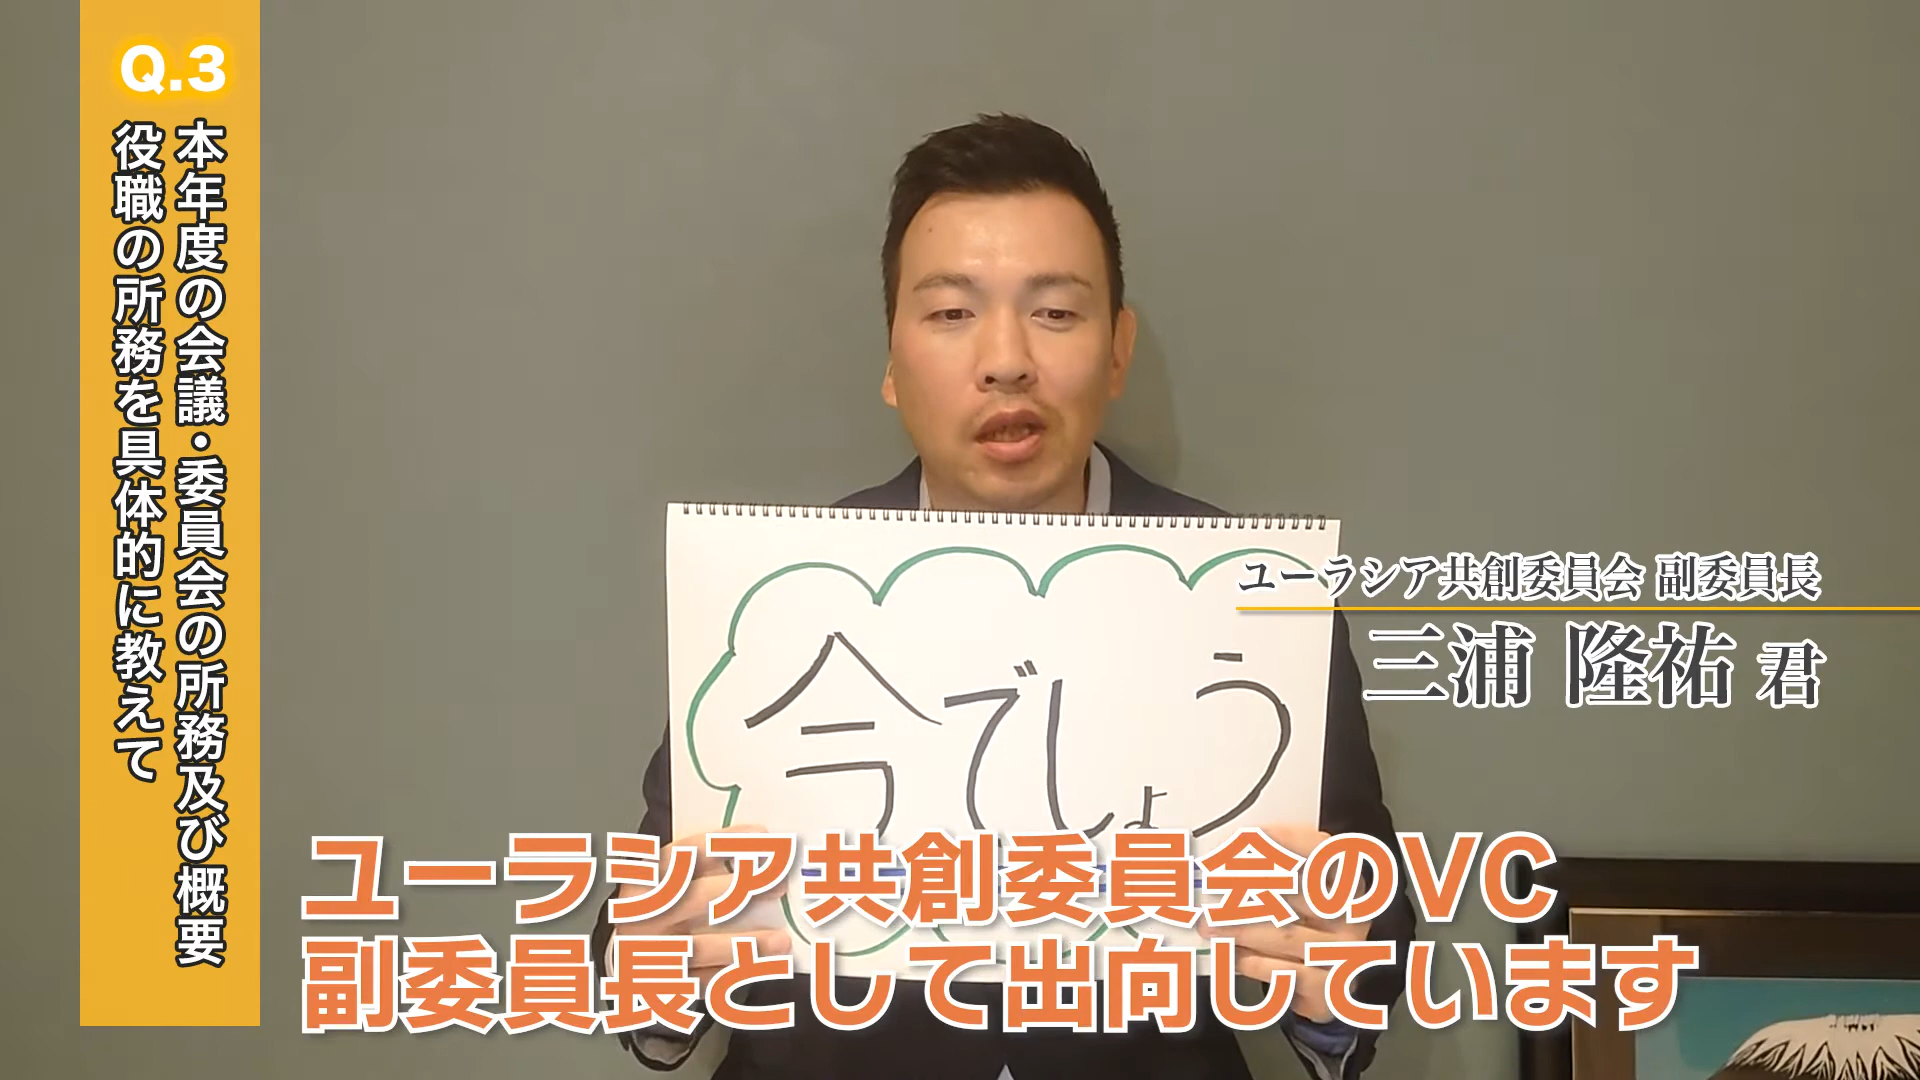 Q.3
本年度の会議・委員会の所務及び概要
役職の所務を具体的に教えて
ユーラシア共創委員会 副委員長
三浦 隆祐 君
今でしょう
ユーラシア共創委員会のVC
副委員長として出向しています